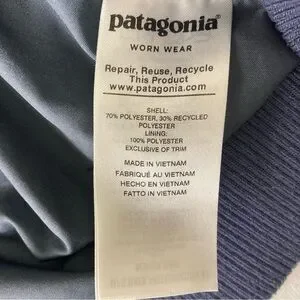 patagonia®
WORN WEAR
Repair, Reuse, Recycle
This Product
www.patagonia.com
SHELL:
70% POLYESTER, 30% RECYCLED
POLYESTER
LINING:
100% POLYESTER
EXCLUSIVE OF TRIM
MADE IN VIETNAM
FABRIQUÉ AU VIETNAM
HECHO EN VIETNAM
FATTO IN VIETNAM